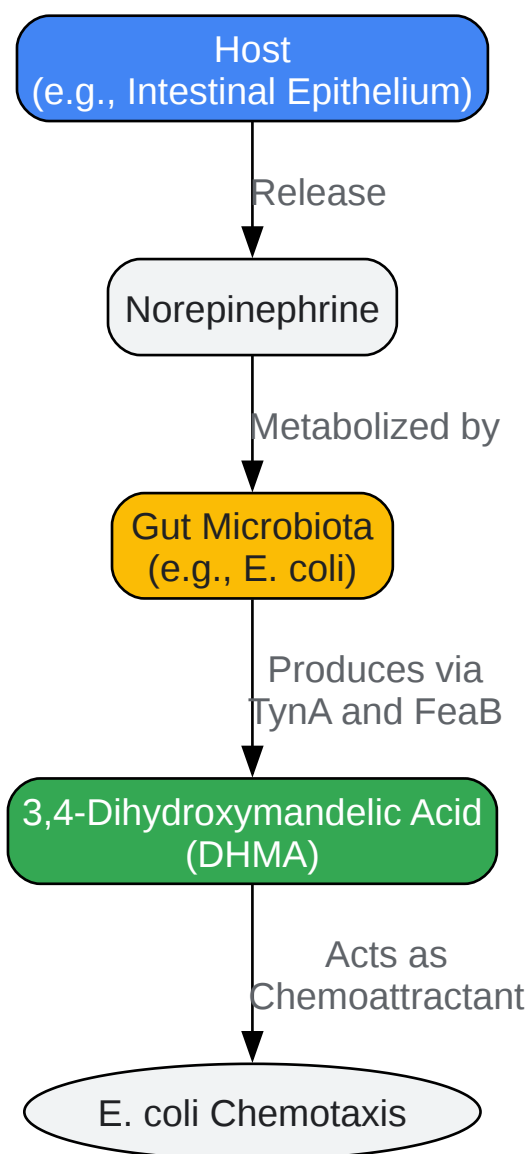 Host
(e.g., Intestinal Epithelium)
Release
Norepinephrine
Metabolized by
Gut Microbiota
(e.g., E. coli)
Produces via
TynA and FeaB
3,4-Dihydroxymandelic Acid
(DHMA)
Acts as
Chemoattractant
E. coli Chemotaxis